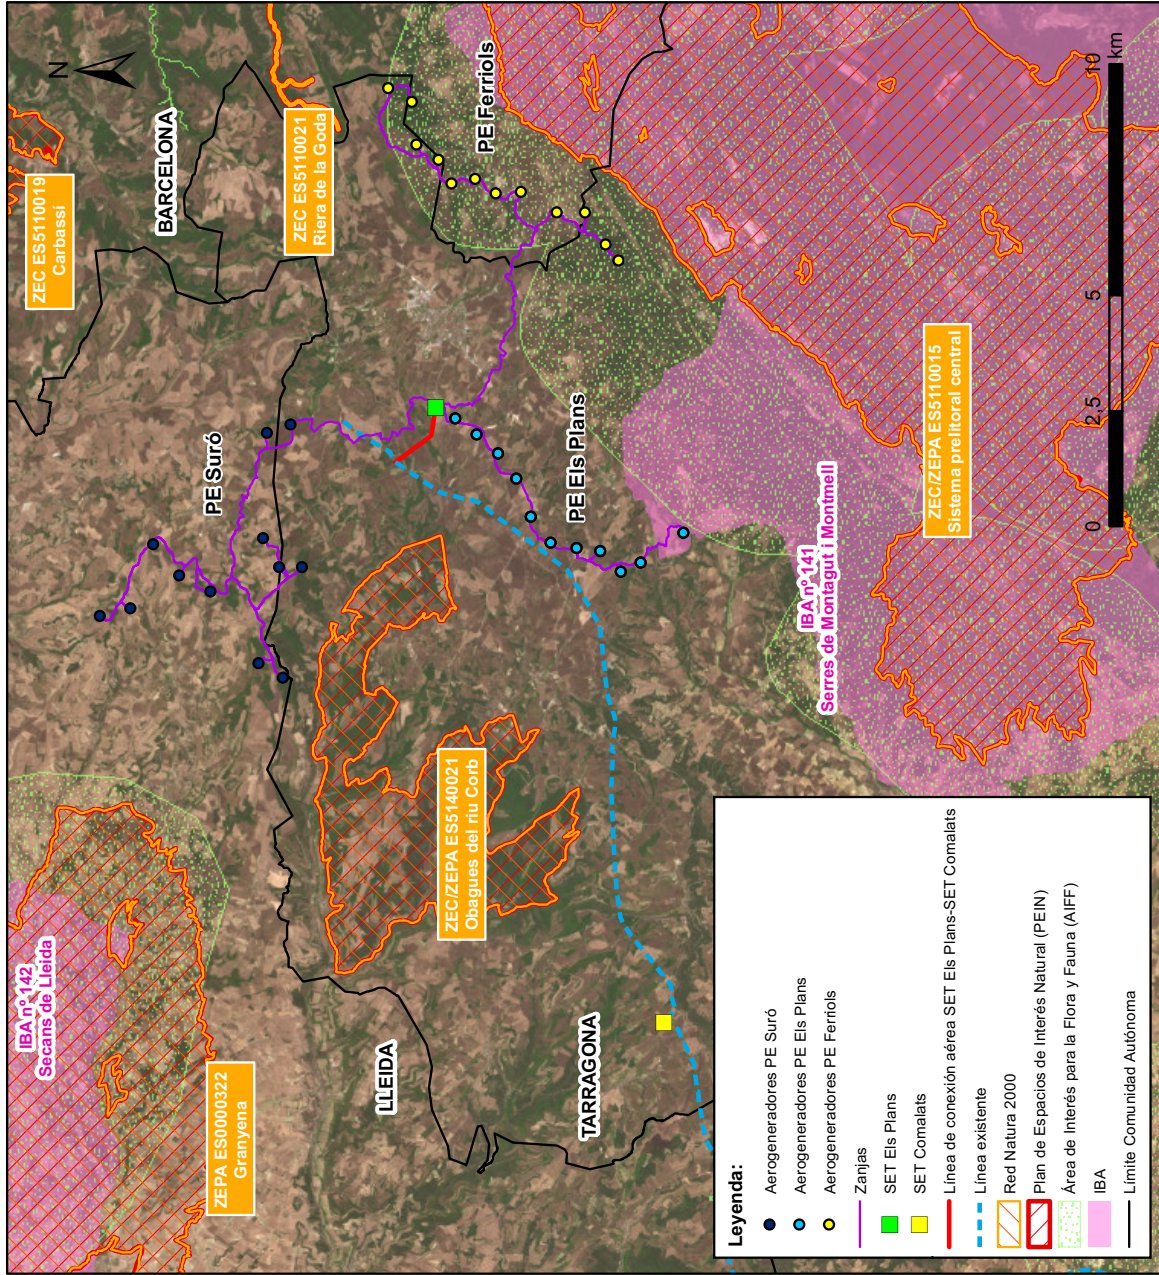 N
BARCELONA
ZEC ES5110019
Carbassí
ZEC ES5110021
Riera de la Goda
PE Ferriols
PE Suró
PE Els Plans
IBA nº 142
Secans de Lleida
ZEPA ES0000322
Granyena
LLEIDA
ZEC/ZEPA ES5140021
Obagues del riu Corb
TARRAGONA
IBA nº 141
Serres de Montagut i Montmell
ZEC/ZEPA ES5110015
Sistema prelitoral central
0 2,5 5 10
km
Leyenda:
Aerogeneradores PE Suró
Aerogeneradores PE Els Plans
Aerogeneradores PE Ferriols
Zanjas
SET Els Plans
SET Comalats
Línea de conexión aérea SET Els Plans-SET Comalats
Línea existente
Red Natura 2000
Plan de Espacios de Interés Natural (PEIN)
Área de Interés para la Flora y Fauna (AIFF)
IBA
Límite Comunidad Autónoma